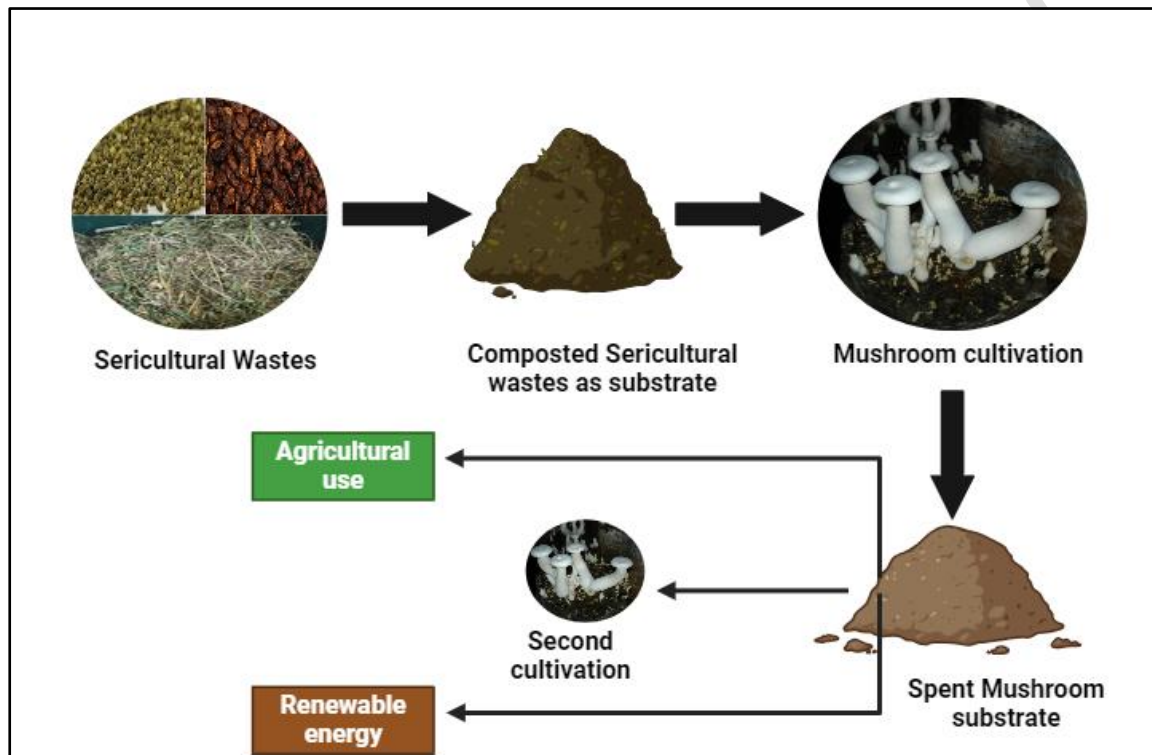 Sericultural Wastes
Composted Sericultural
wastes as substrate
Mushroom cultivation
Agricultural
use
Second
cultivation
Renewable
energy
Spent Mushroom
substrate